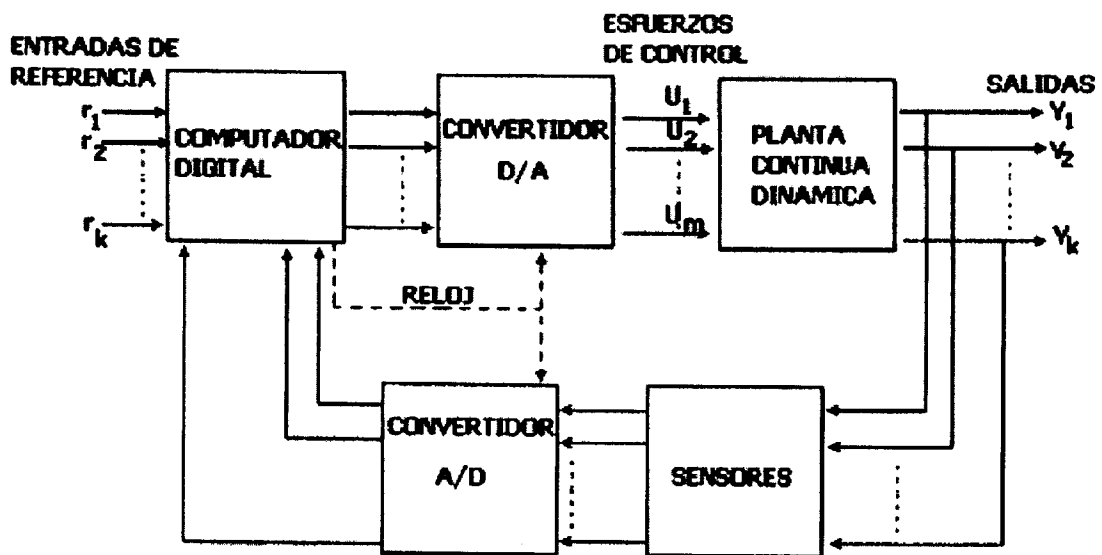 ENTRADAS DE
REFERENCIA
r1
r2
rk
COMPUTADOR
DIGITAL
CONVERTIDOR
D/A
ESFUERZOS
DE CONTROL
U1
U2
Um
PLANTA
CONTINUA
DINAMICA
SALIDAS
Y1
Y2
Yk
RELOJ
CONVERTIDOR
A/D
SENSORES